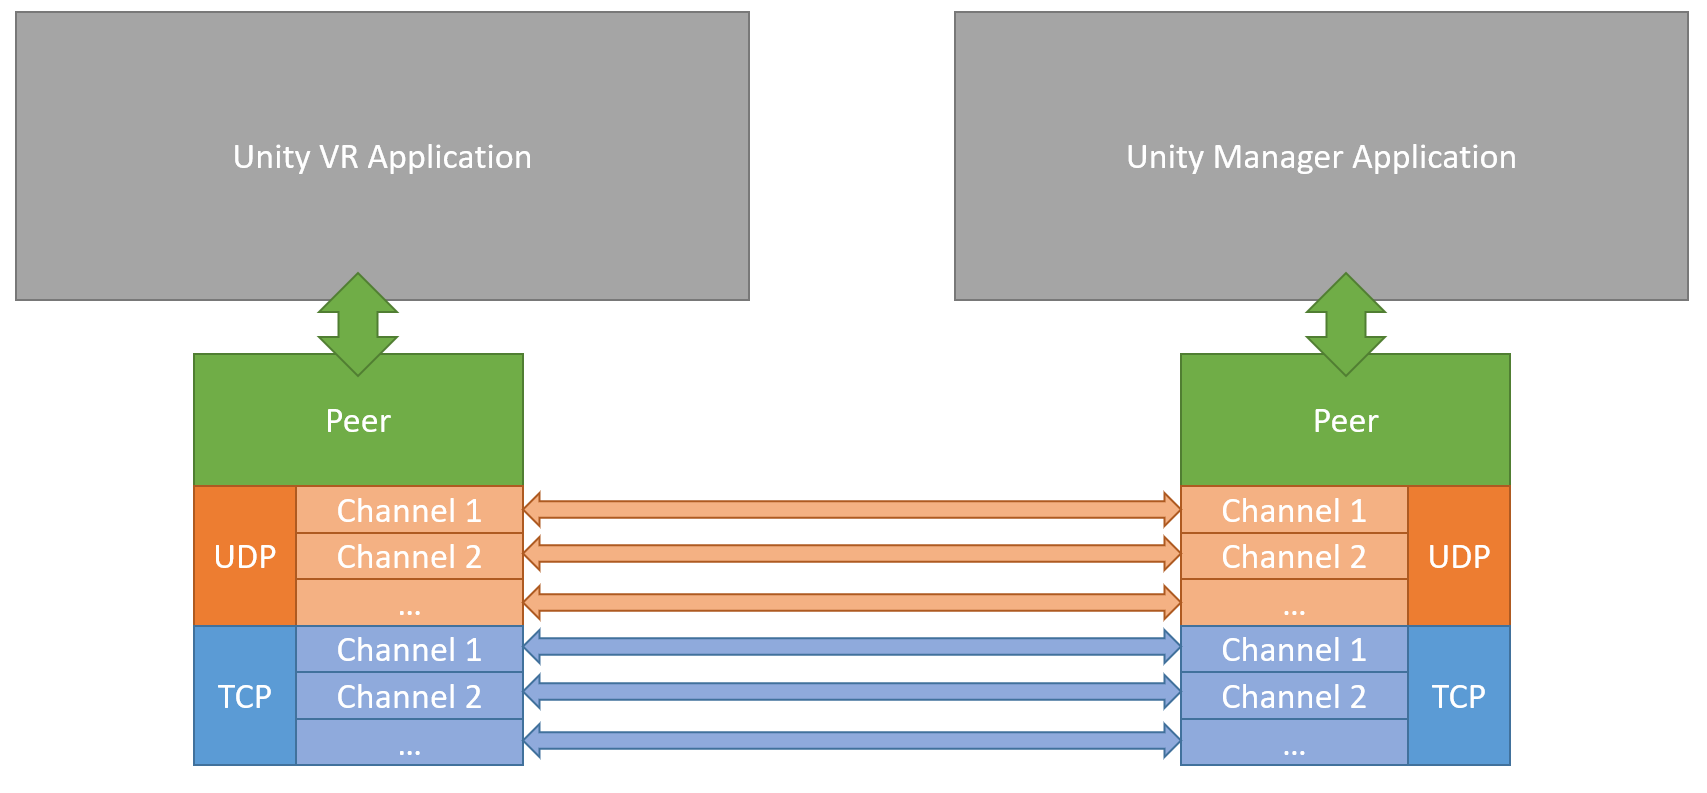 Unity VR Application
Unity Manager Application
Peer
Peer
UDP
Channel 1
Channel 2
...
TCP
Channel 1
Channel 2
...
Channel 1
Channel 2
...
UDP
Channel 1
Channel 2
...
TCP